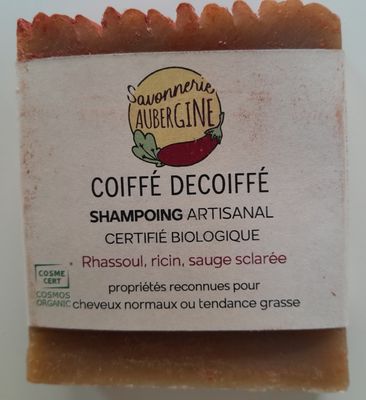 Savonnerie
AUBERGINE
COIFFÉ DECOIFFÉ
SHAMPOING ARTISANAL
CERTIFIÉ BIOLOGIQUE
Rhassoul, ricin, sauge sclarée
COSME
CERT
COSMOS
ORGANIC
propriétés reconnues pour
cheveux normaux ou tendance grasse